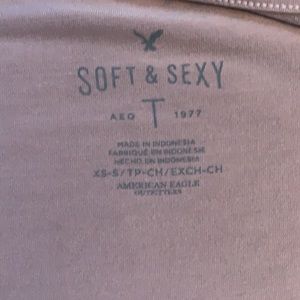 SOFT & SEXY
AEO T 1977
MADE IN INDONESIA
FABRIQUÉ EN INDONÉSIE
HECHO EN INDONESIA
XS-S/TP-CH/EXCH-CH
AMERICAN EAGLE
OUTFITTERS